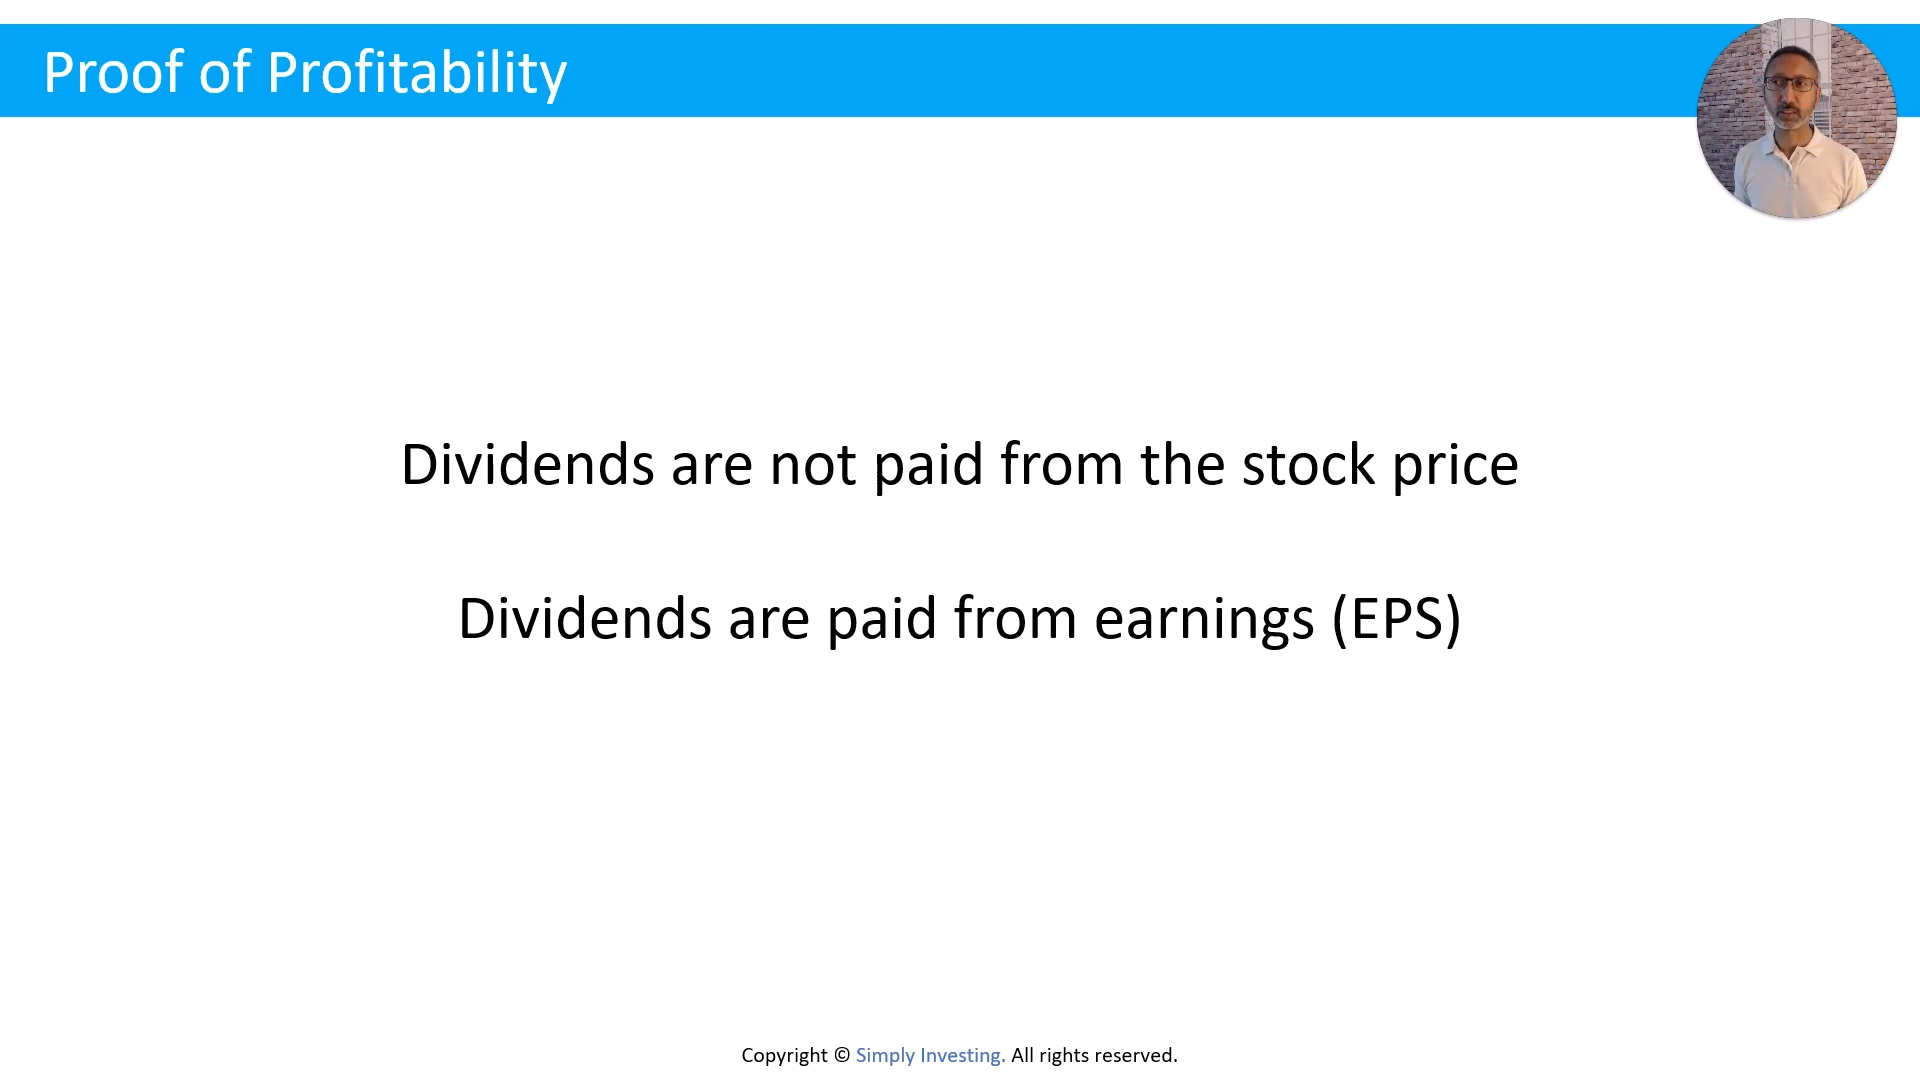 Proof of Profitability
Dividends are not paid from the stock price
Dividends are paid from earnings (EPS)
Copyright © Simply Investing. All rights reserved.